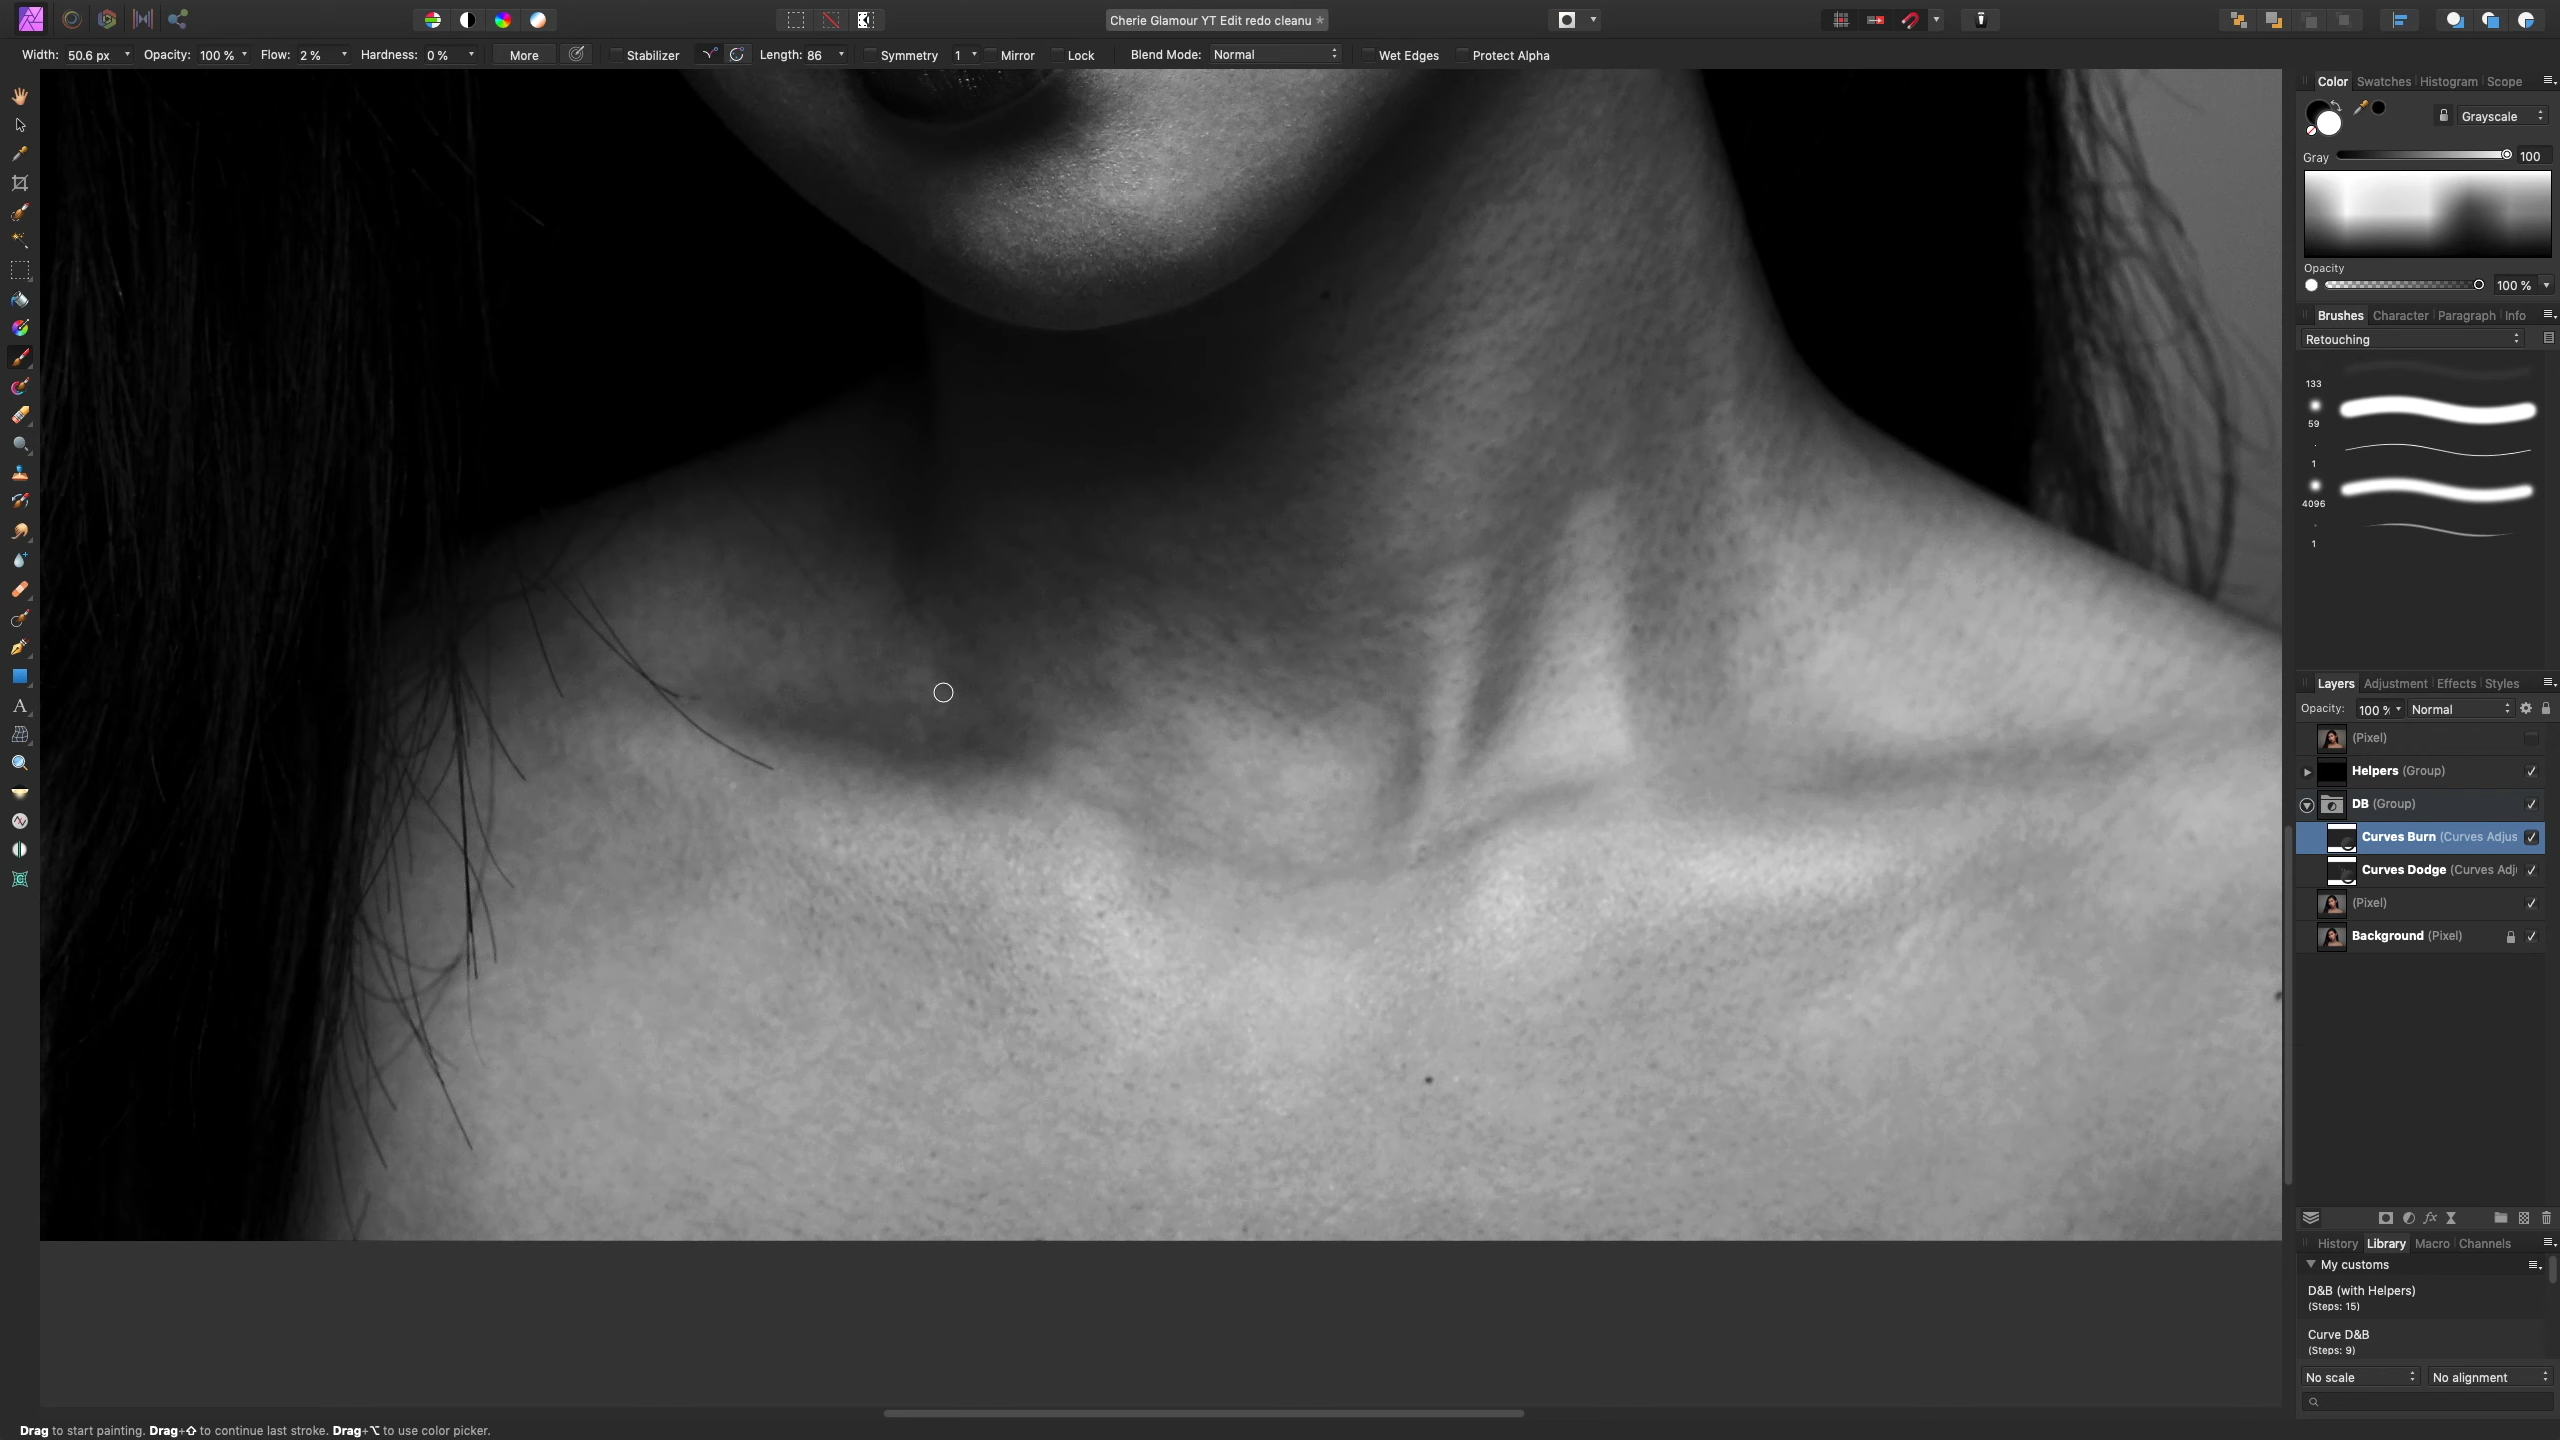 Cherie Glamour YT Edit redo cleanu *
Width: 50.6 px Opacity: 100 % Flow: 2 % Hardness: 0 % More Stabilizer Length: 86 Symmetry 1 Mirror Lock Blend Mode: Normal Wet Edges Protect Alpha
Color Swatches Histogram Scope
Grayscale
Gray 100
Opacity
100 %
Brushes Character Paragraph Info
Retouching
133
59
1
4096
1
Layers Adjustment Effects Styles
Opacity: 100 % Normal
(Pixel)
Helpers (Group)
DB (Group)
Curves Burn (Curves Adjus
Curves Dodge (Curves Adj
(Pixel)
Background (Pixel)
fx
History Library Macro Channels
My customs
D&B (with Helpers)
(Steps: 15)
Curve D&B
(Steps: 9)
No scale No alignment
Drag to start painting. Drag+⇧ to continue last stroke. Drag+⌥ to use color picker.